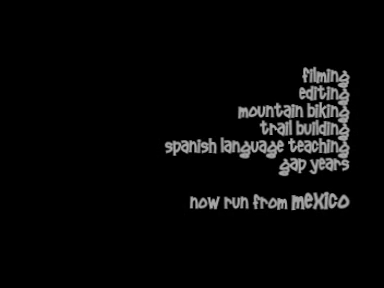 filming
editing
mountain biking
trail building
spanish language teaching
gap years
now run from mexico